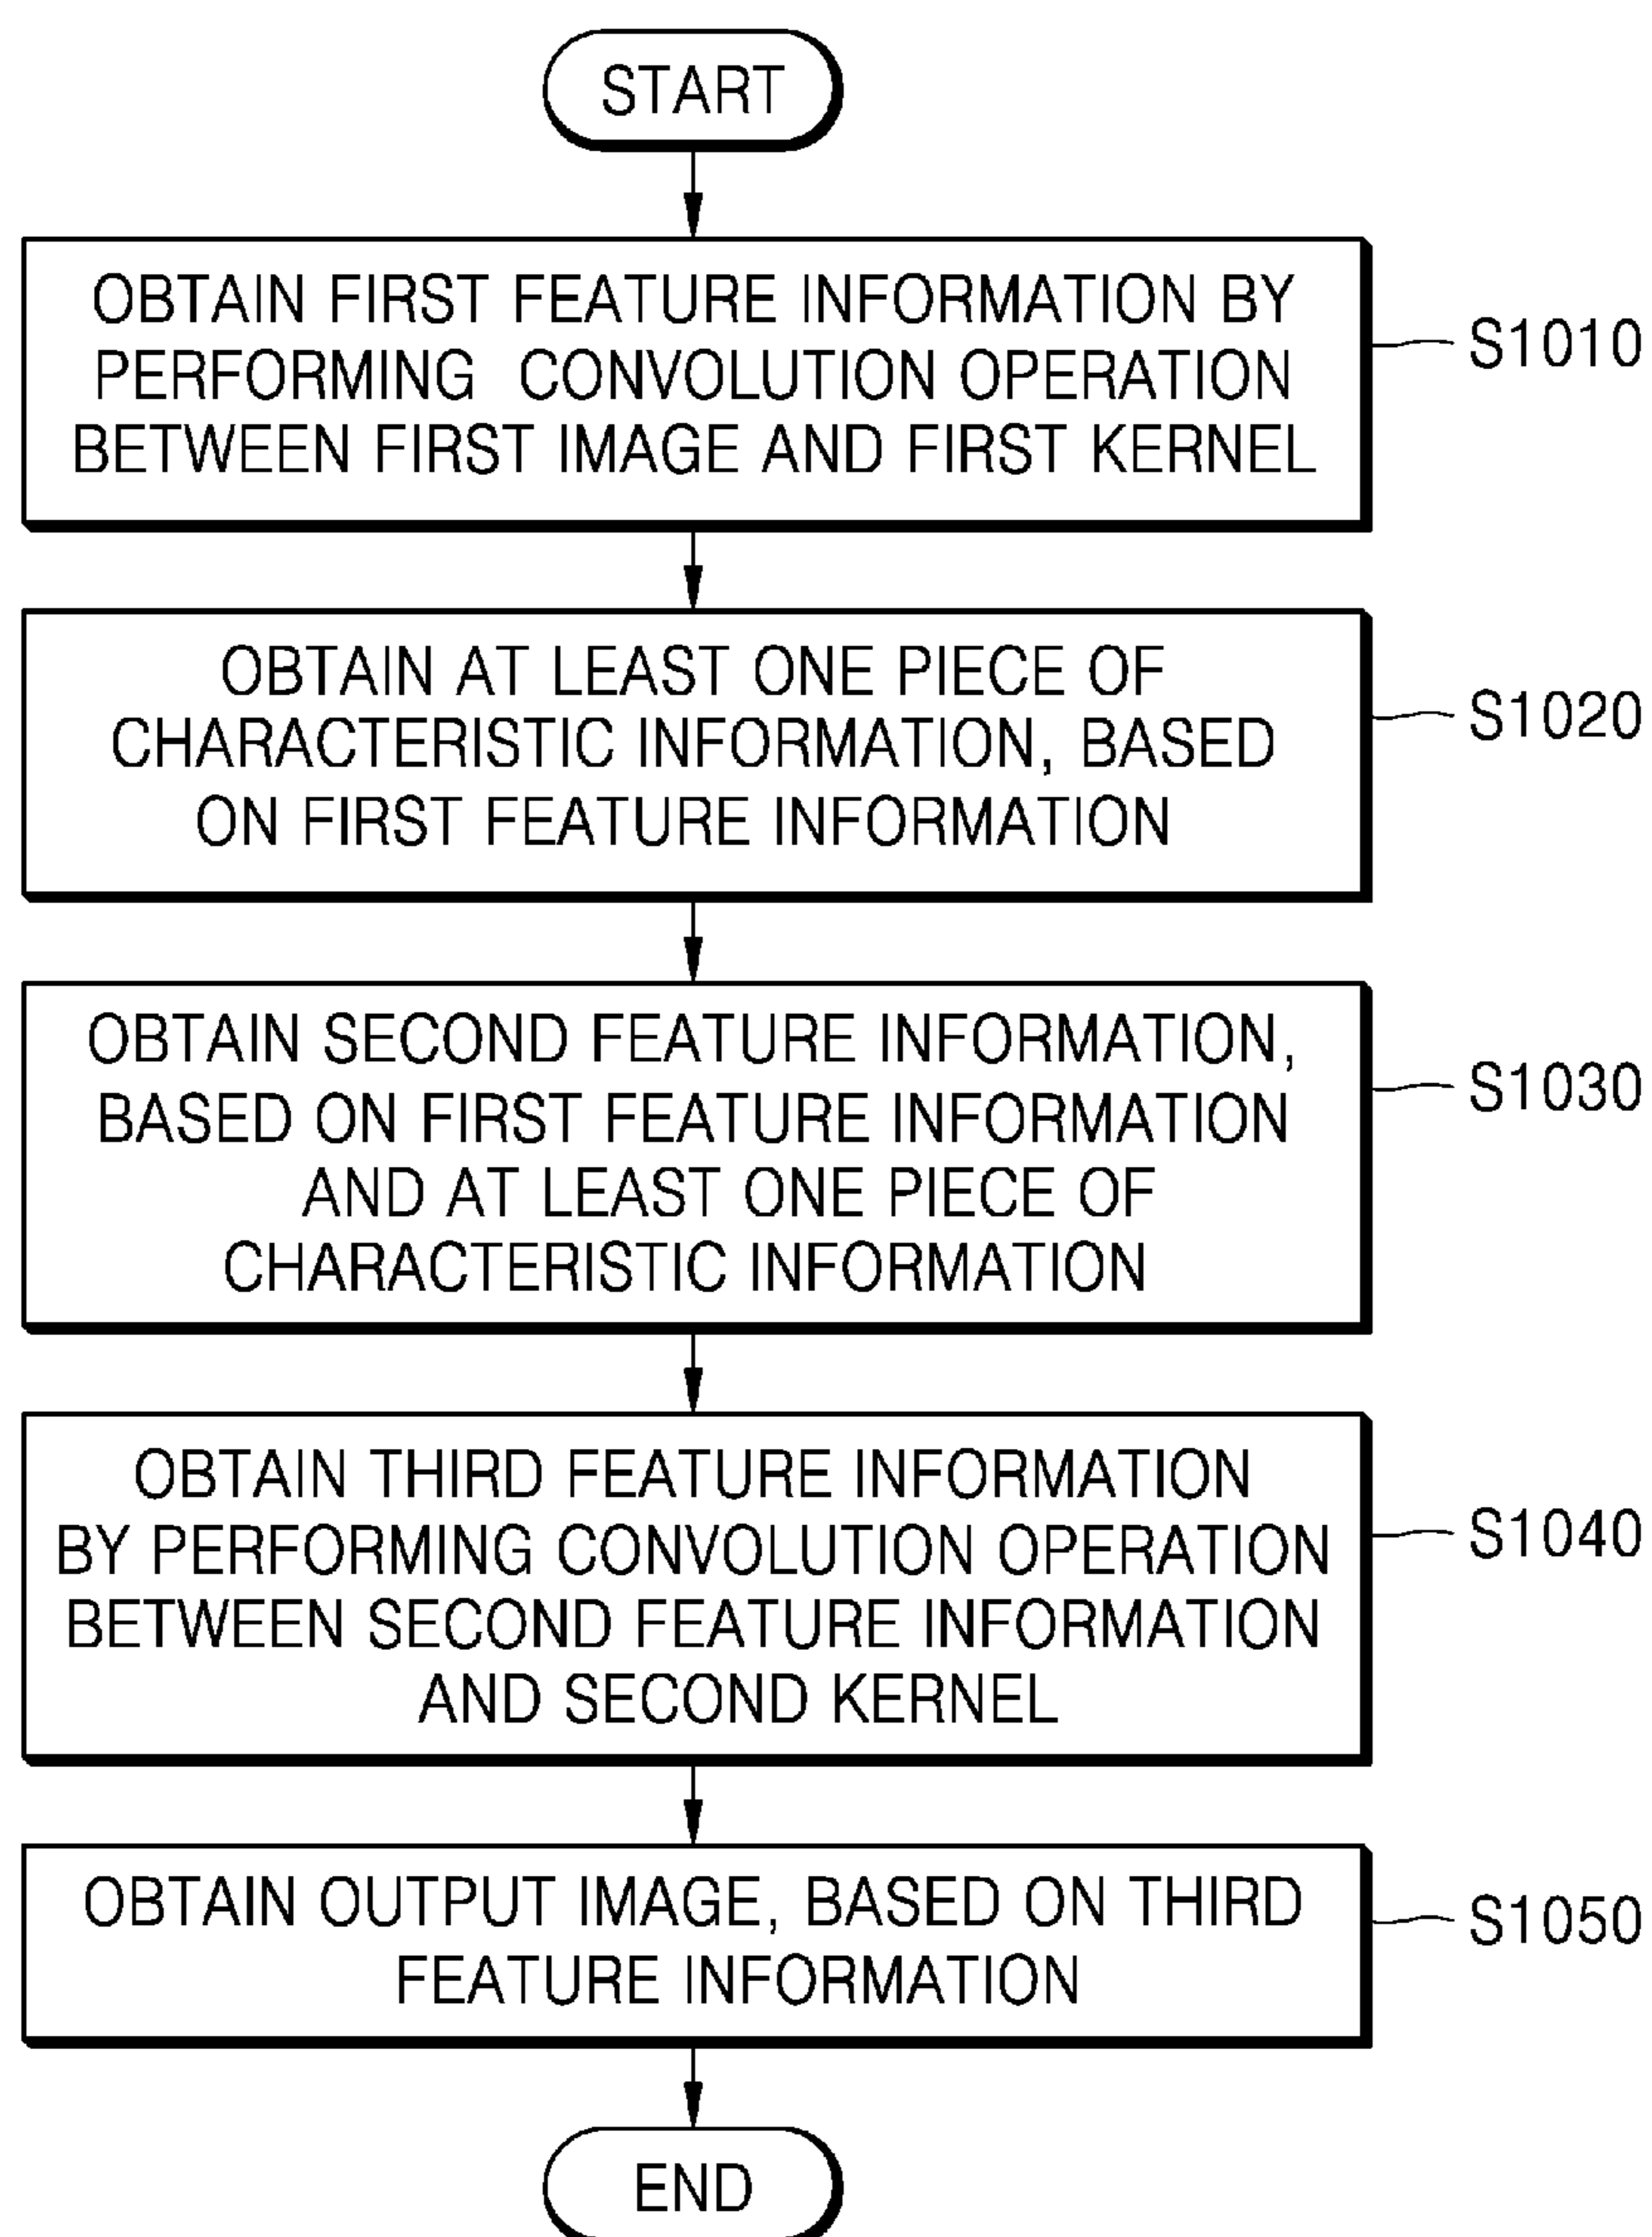 START
OBTAIN FIRST FEATURE INFORMATION BY
PERFORMING CONVOLUTION OPERATION
BETWEEN FIRST IMAGE AND FIRST KERNEL
S1010
OBTAIN AT LEAST ONE PIECE OF
CHARACTERISTIC INFORMATION, BASED
ON FIRST FEATURE INFORMATION
S1020
OBTAIN SECOND FEATURE INFORMATION,
BASED ON FIRST FEATURE INFORMATION
AND AT LEAST ONE PIECE OF
CHARACTERISTIC INFORMATION
S1030
OBTAIN THIRD FEATURE INFORMATION
BY PERFORMING CONVOLUTION OPERATION
BETWEEN SECOND FEATURE INFORMATION
AND SECOND KERNEL
S1040
OBTAIN OUTPUT IMAGE, BASED ON THIRD
FEATURE INFORMATION
S1050
END